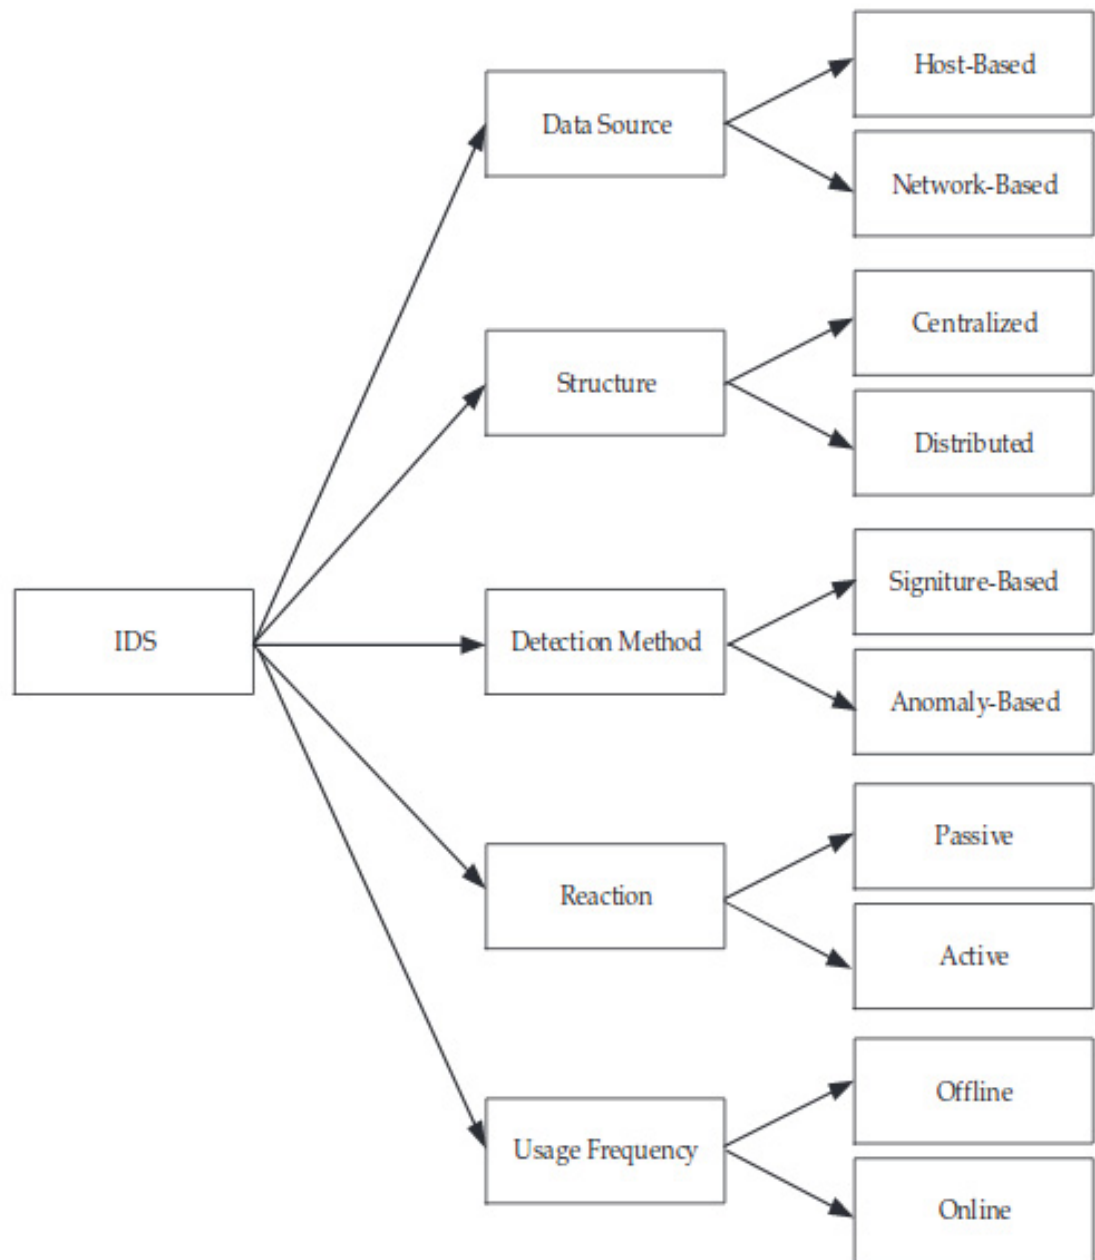 Host-Based
Data Source
Network-Based
Centralized
Structure
Distributed
Signiture-Based
IDS
Detection Method
Anomaly-Based
Passive
Reaction
Active
Offline
Usage Frequency
Online